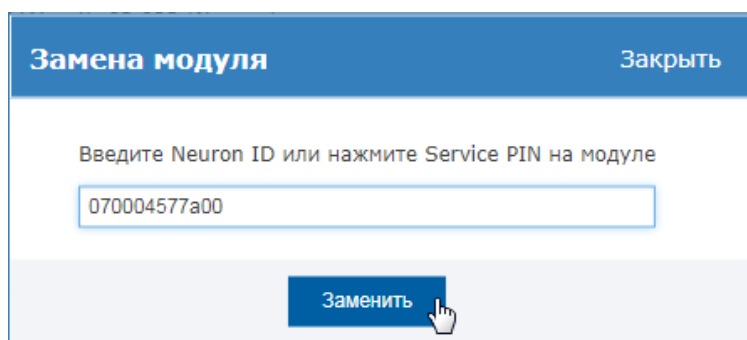 Замена модуля
Закрыть
Введите Neuron ID или нажмите Service PIN на модуле
070004577a00
Заменить